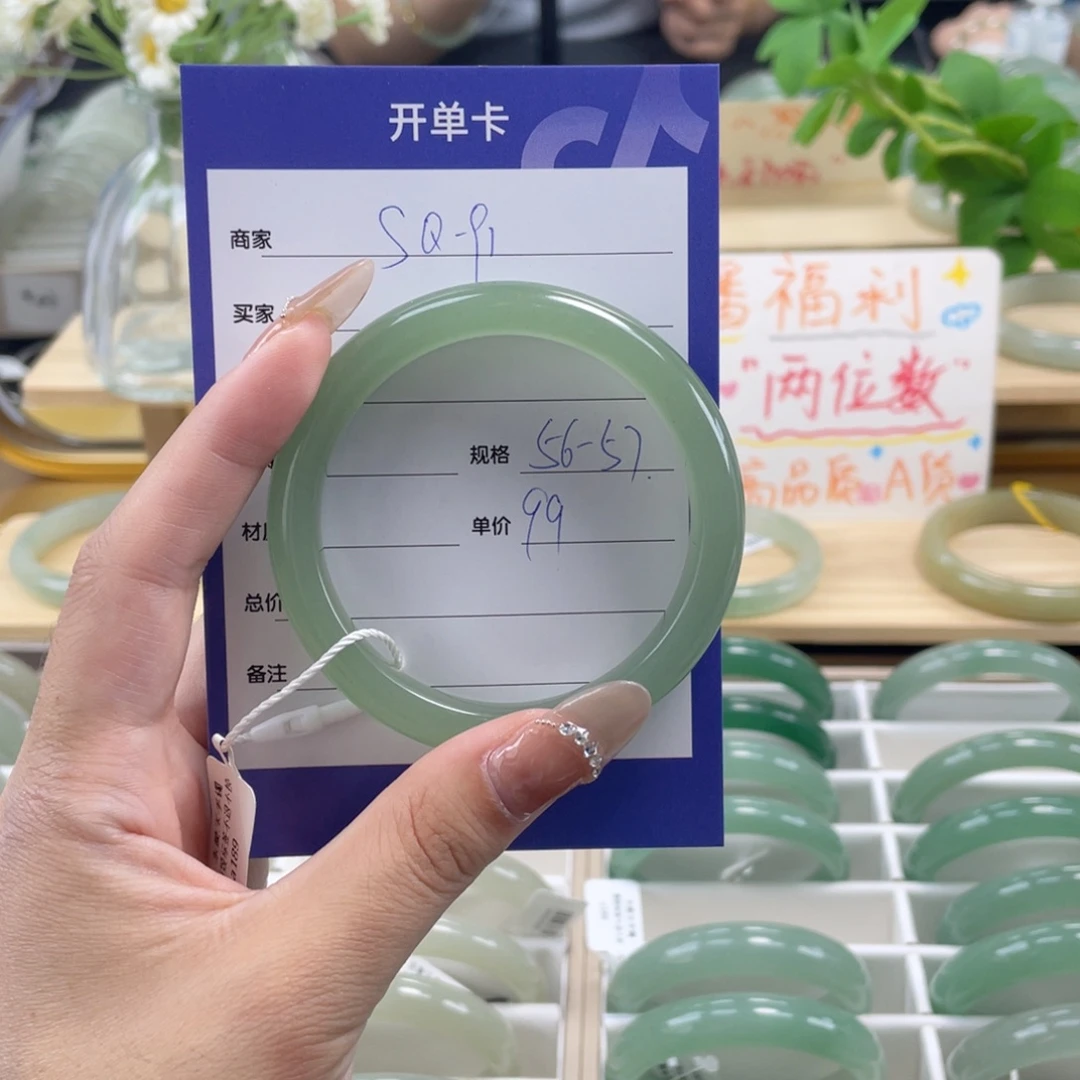 开单卡
商家 SQ-91
买家
规格 56-57.
材
单价 99
总价
备注
福利
"两位数"
高品质 A货